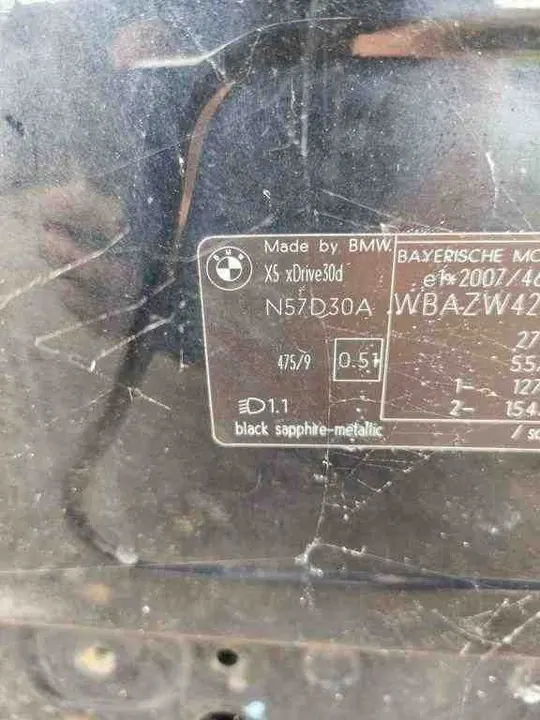 BMW
Made by BMW
X5 xDrive30d
N57D30A
475/9
0.51
1.1
black sapphire-metallic
BAYERISCHE MO
e1*2007/46
WBAZW42
27
55
1- 127
2- 154